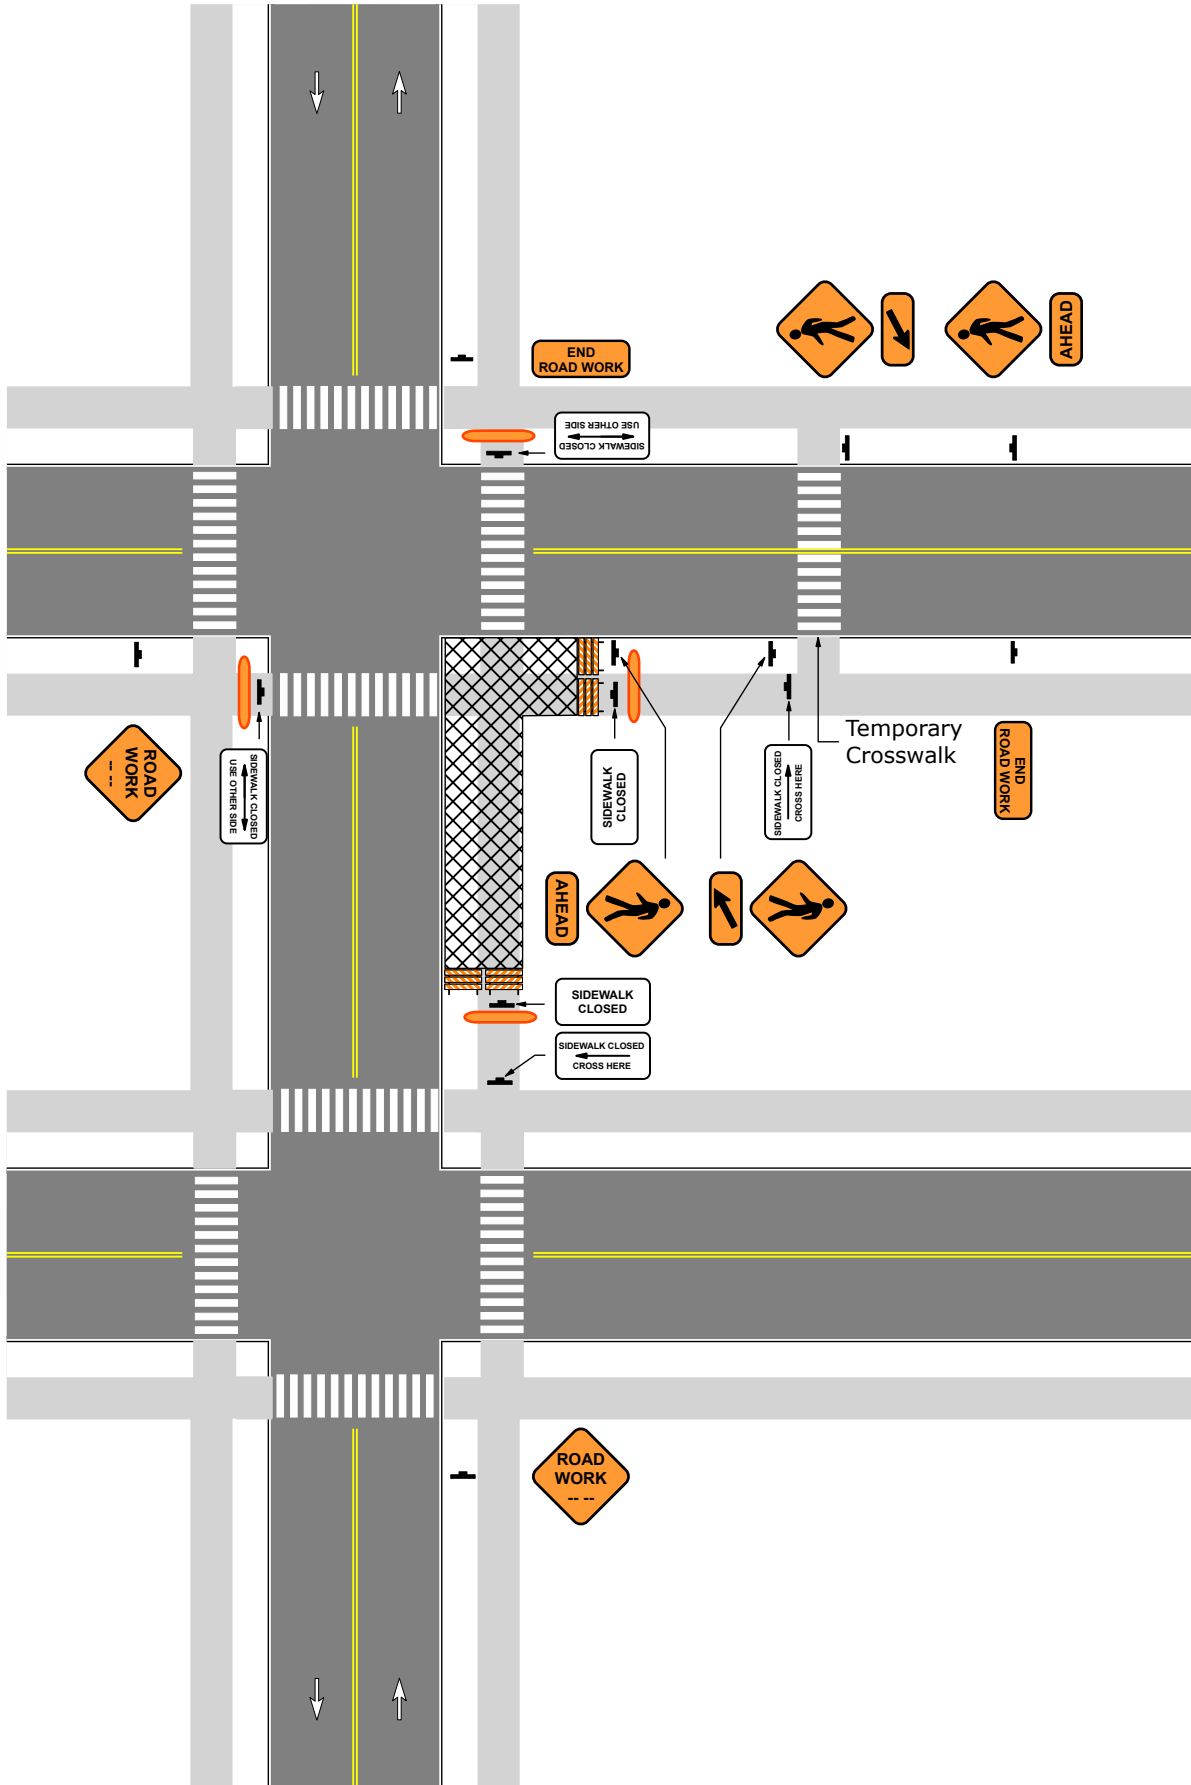 AHEAD
END
ROAD WORK
SIDEWALK CLOSED
USE OTHER SIDE
ROAD
WORK
-- --
SIDEWALK CLOSED
USE OTHER SIDE
SIDEWALK
CLOSED
SIDEWALK CLOSED
CROSS HERE
Temporary
Crosswalk
END
ROAD WORK
AHEAD
SIDEWALK
CLOSED
SIDEWALK CLOSED
CROSS HERE
ROAD
WORK
-- --